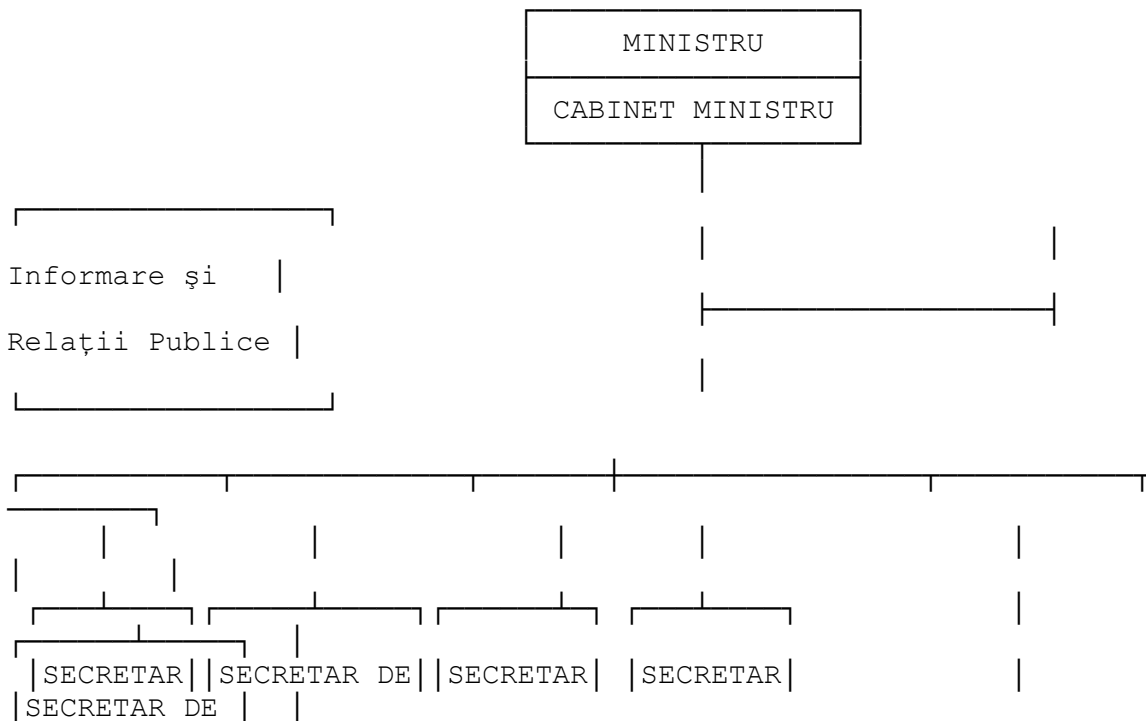 MINISTRU
CABINET MINISTRU
Informare şi
Relaţii Publice
SECRETAR SECRETAR DE SECRETAR SECRETAR
SECRETAR DE